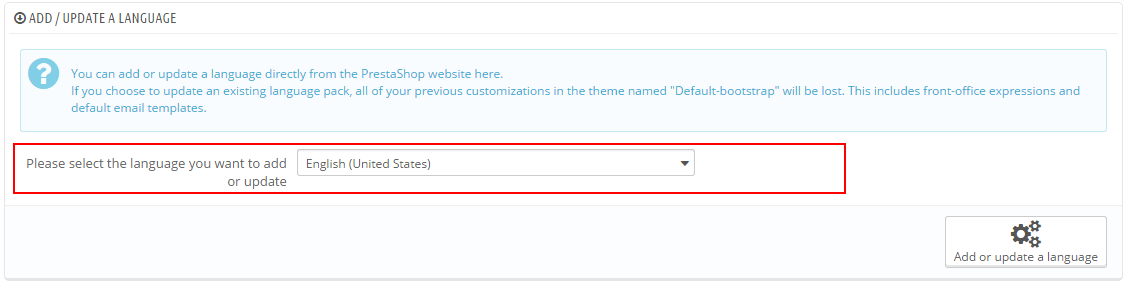 ADD / UPDATE A LANGUAGE
You can add or update a language directly from the PrestaShop website here.
If you choose to update an existing language pack, all of your previous customizations in the theme named "Default-bootstrap" will be lost. This includes front-office expressions and
default email templates.
Please select the language you want to add
or update
English (United States)
Add or update a language